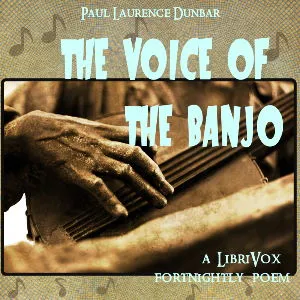 Paul Laurence Dunbar
The Voice of
the Banjo
a LibriVox
fortnightly poem